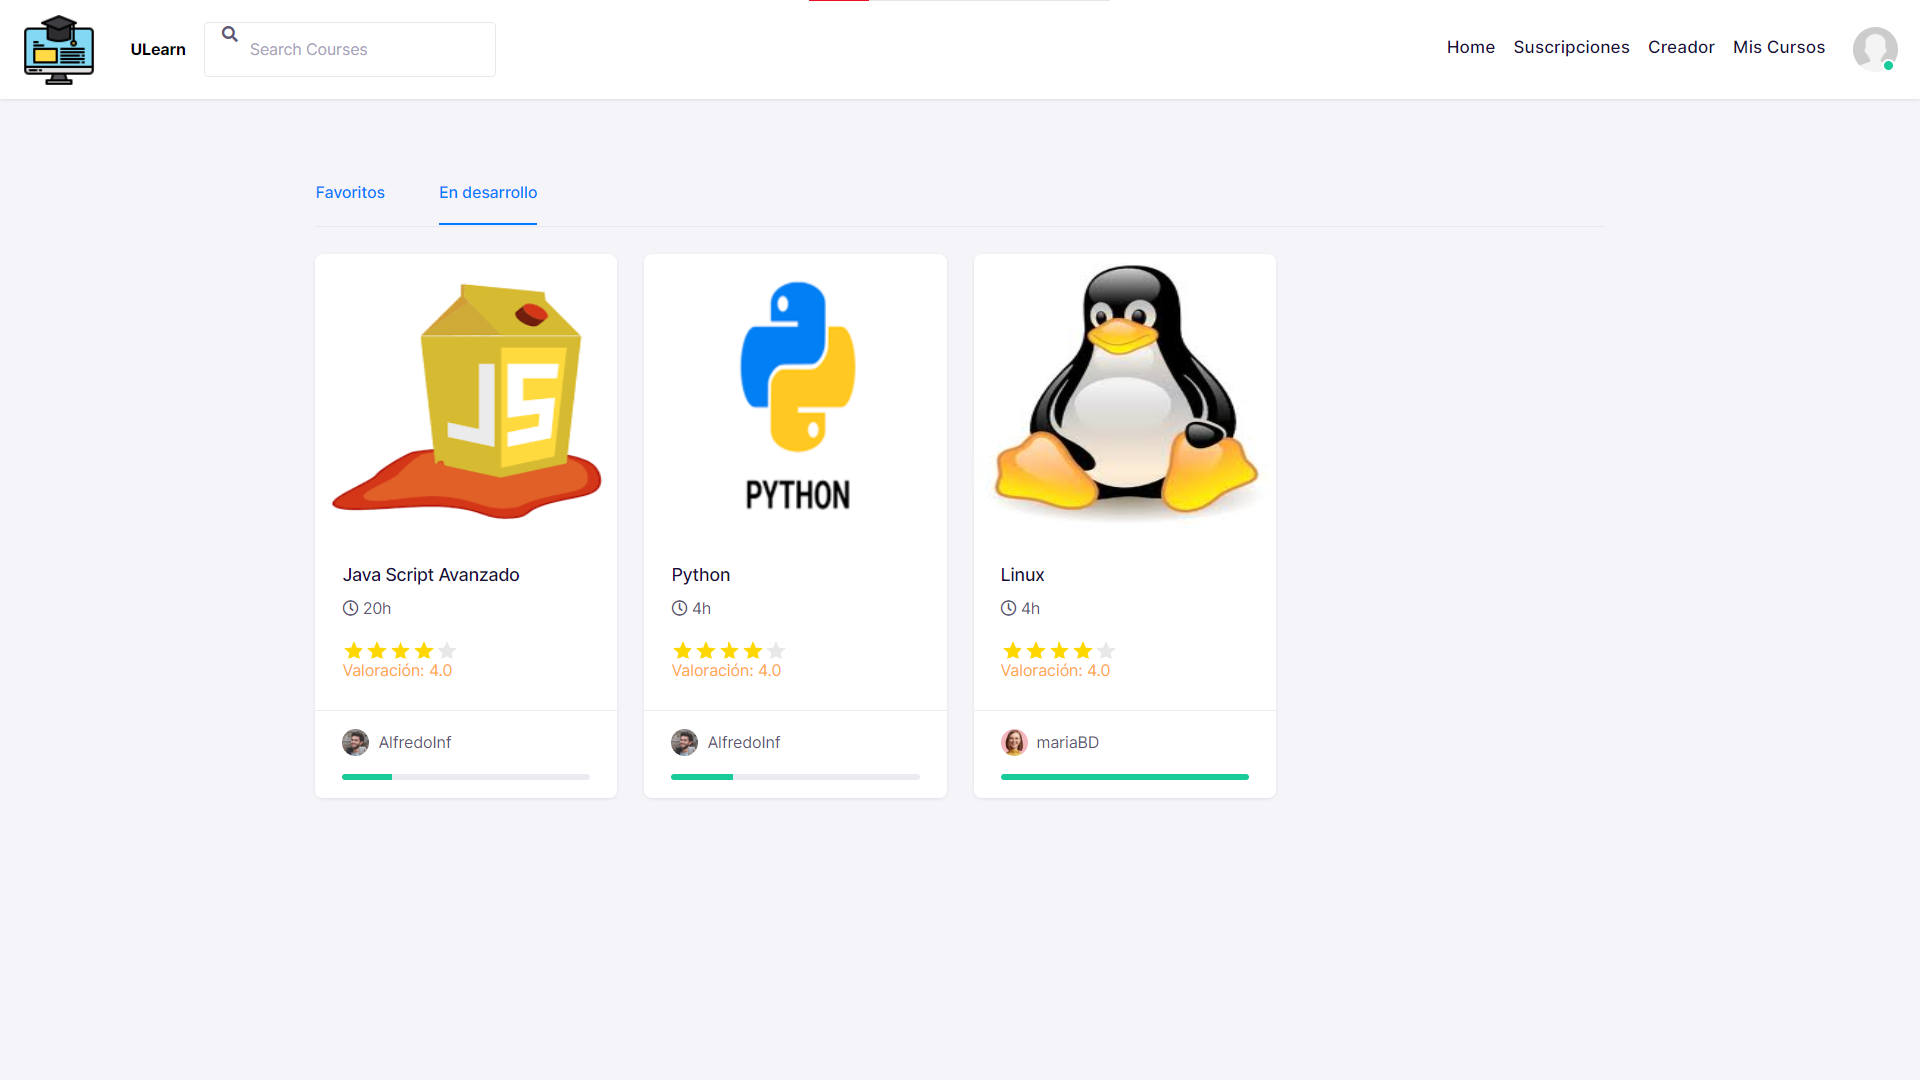 ULearn
Search Courses
Home Suscripciones Creador Mis Cursos
Favoritos En desarrollo
JS
PYTHON
Java Script Avanzado
20h
Valoración: 4.0
AlfredoInf
Python
4h
Valoración: 4.0
AlfredoInf
Linux
4h
Valoración: 4.0
mariaBD